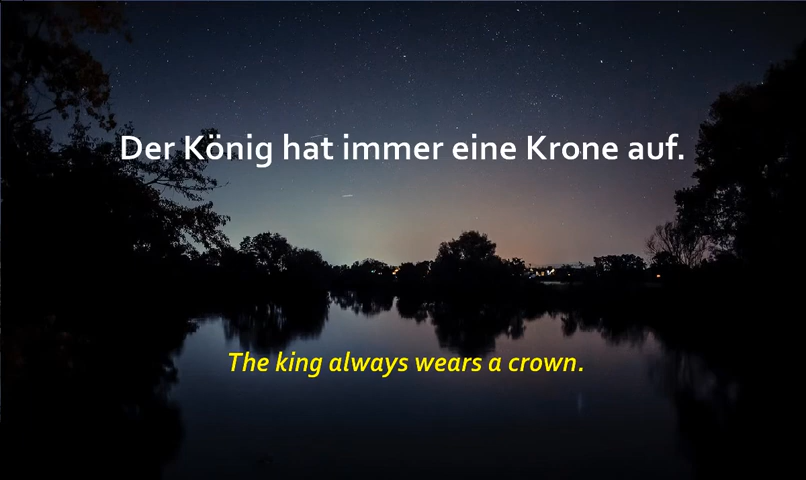 Der König hat immer eine Krone auf.
The king always wears a crown.